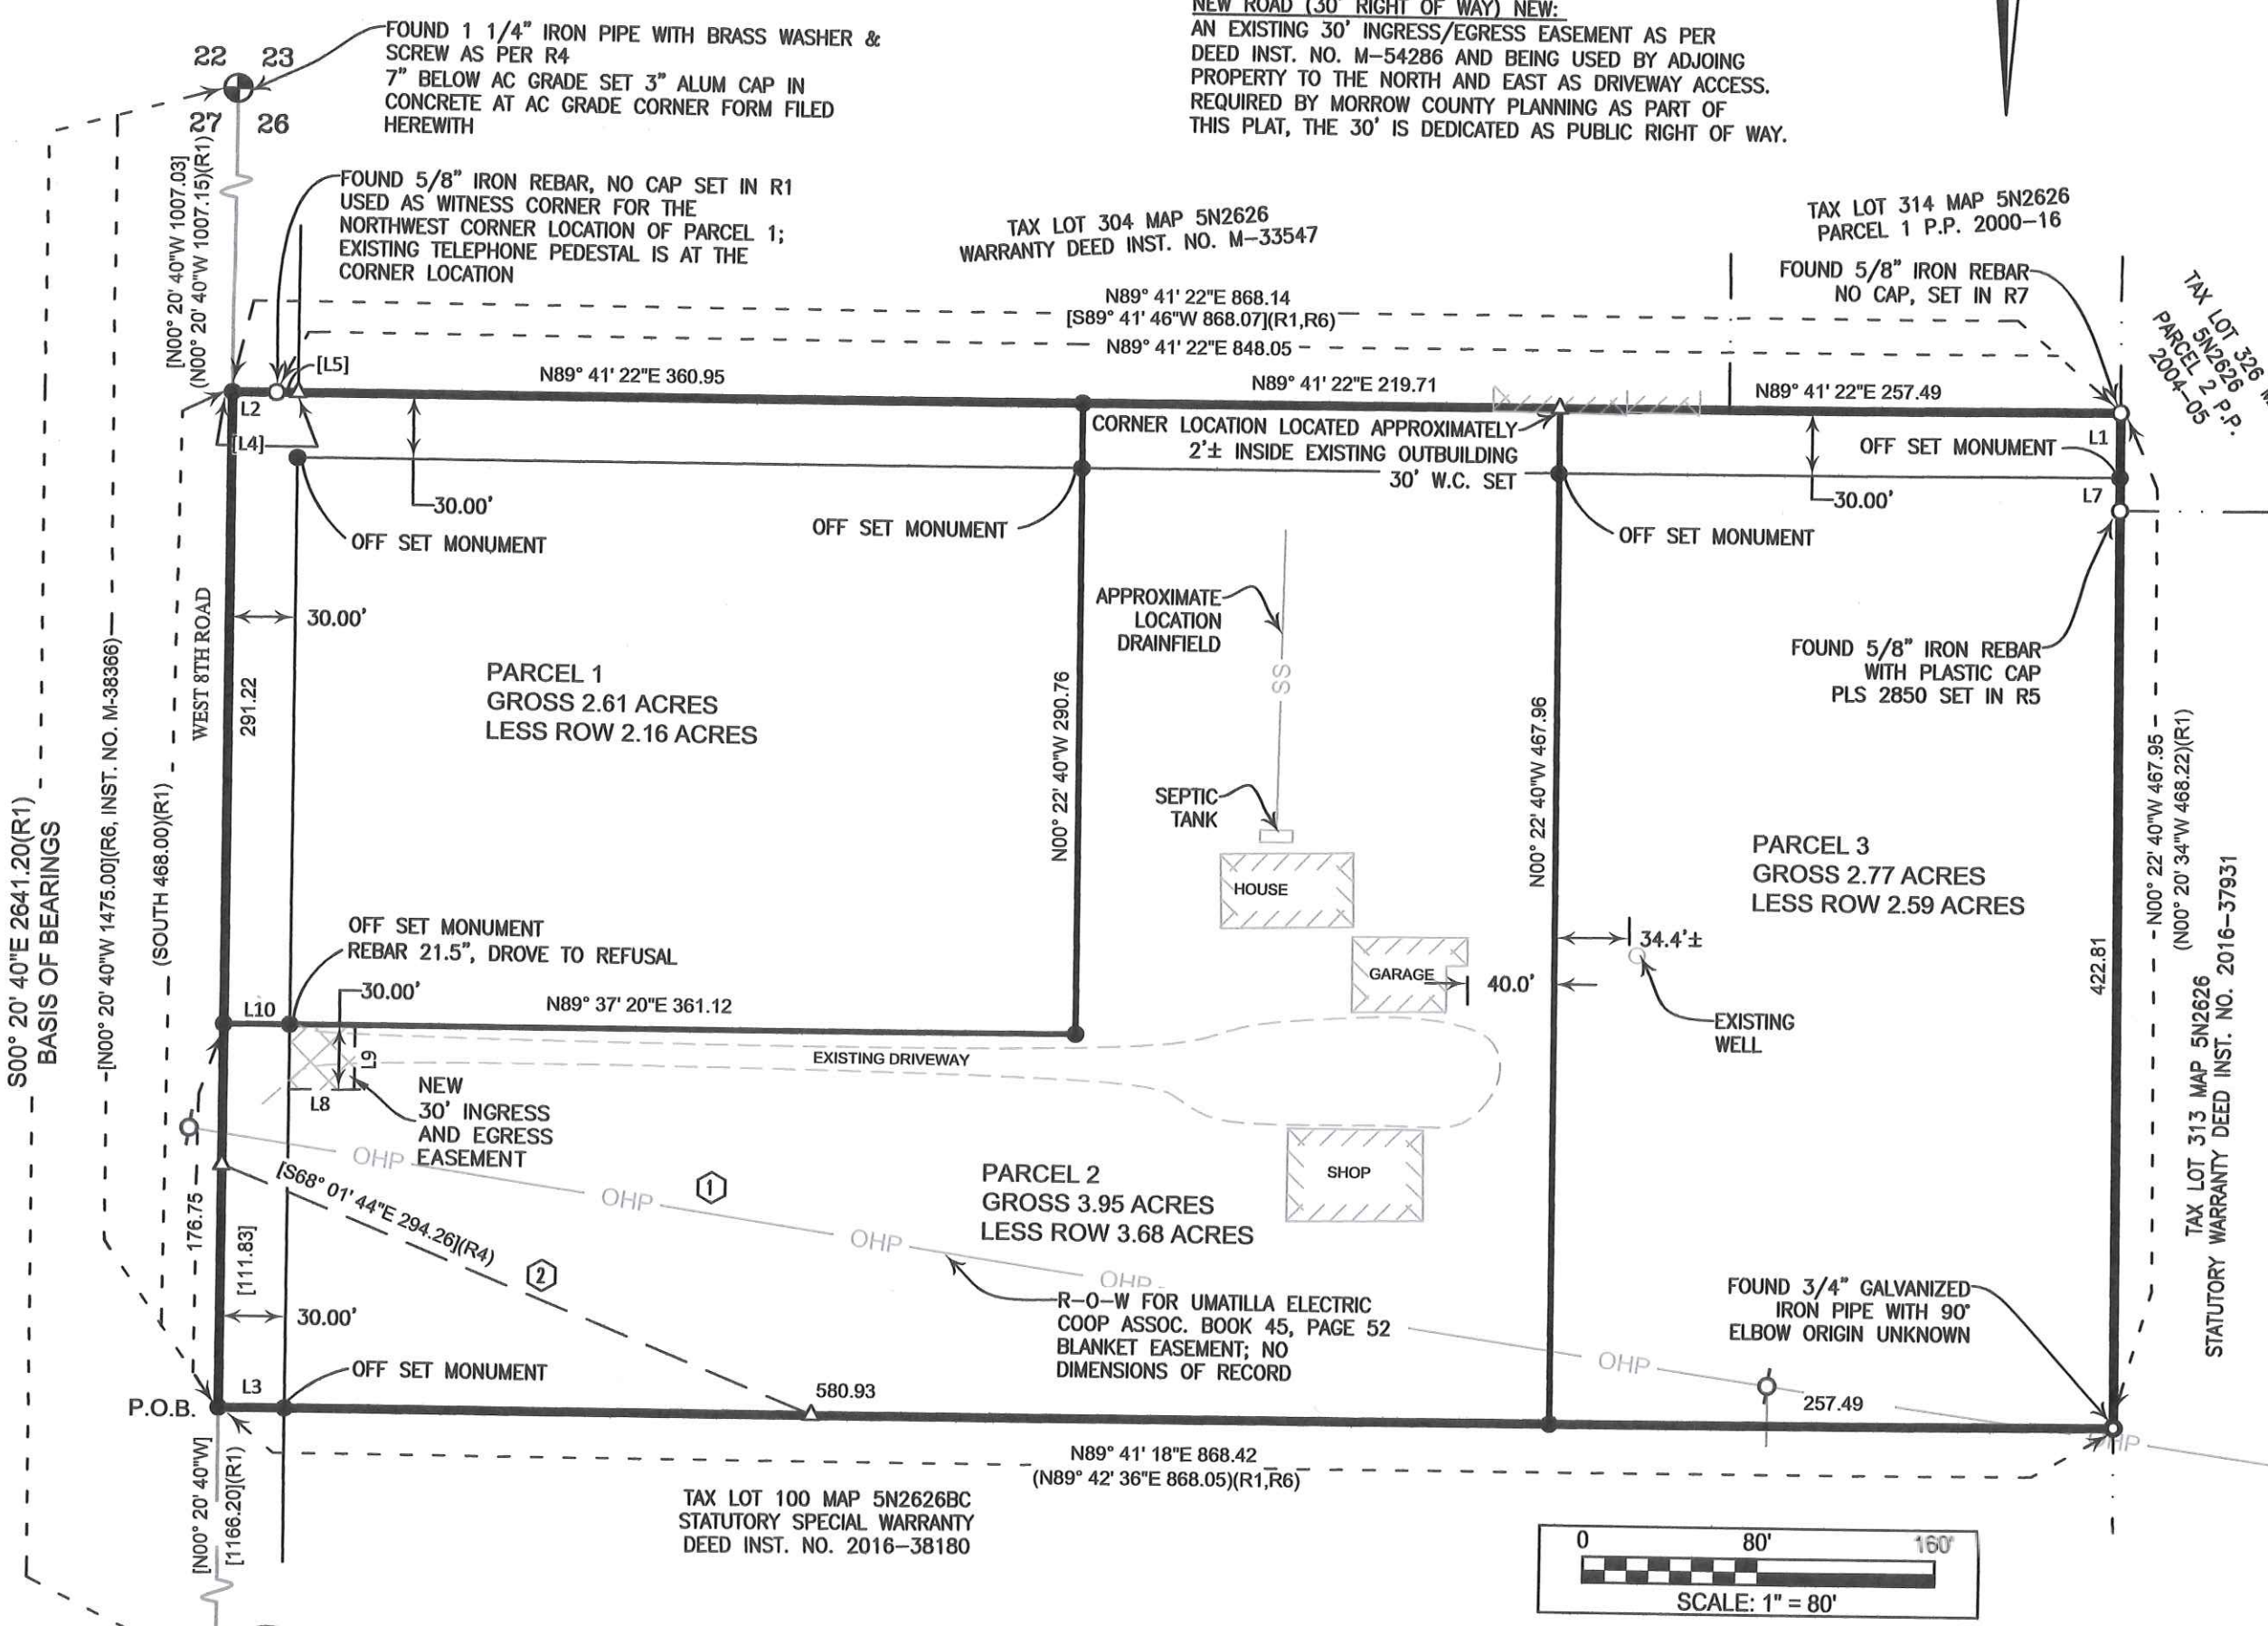 NEW ROAD (30' RIGHT OF WAY) NEW:
AN EXISTING 30' INGRESS/EGRESS EASEMENT AS PER
DEED INST. NO. M-54286 AND BEING USED BY ADJOING
PROPERTY TO THE NORTH AND EAST AS DRIVEWAY ACCESS.
REQUIRED BY MORROW COUNTY PLANNING AS PART OF
THIS PLAT, THE 30' IS DEDICATED AS PUBLIC RIGHT OF WAY.
FOUND 1 1/4" IRON PIPE WITH BRASS WASHER &
SCREW AS PER R4
7" BELOW AC GRADE SET 3" ALUM CAP IN
CONCRETE AT AC GRADE CORNER FORM FILED
HEREWITH
22 23
27 26
[N00° 20' 40"W 1007.03]
(N00° 20' 40"W 1007.15)(R1)
FOUND 5/8" IRON REBAR, NO CAP SET IN R1
USED AS WITNESS CORNER FOR THE
NORTHWEST CORNER LOCATION OF PARCEL 1;
EXISTING TELEPHONE PEDESTAL IS AT THE
CORNER LOCATION
TAX LOT 304 MAP 5N2626
WARRANTY DEED INST. NO. M-33547
TAX LOT 314 MAP 5N2626
PARCEL 1 P.P. 2000-16
FOUND 5/8" IRON REBAR
NO CAP, SET IN R7
TAX LOT 326
5N2626
PARCEL 2 P.P.
2004-05
N89° 41' 22"E 868.14
[S89° 41' 46"W 868.07](R1,R6)
N89° 41' 22"E 848.05
[L5]
N89° 41' 22"E 360.95
N89° 41' 22"E 219.71
N89° 41' 22"E 257.49
L2
[L4]
CORNER LOCATION LOCATED APPROXIMATELY
2'± INSIDE EXISTING OUTBUILDING
30' W.C. SET
L1
OFF SET MONUMENT
L7
30.00'
30.00'
OFF SET MONUMENT
OFF SET MONUMENT
OFF SET MONUMENT
WEST 8TH ROAD
30.00'
291.22
APPROXIMATE
LOCATION
DRAINFIELD
SS
FOUND 5/8" IRON REBAR
WITH PLASTIC CAP
PLS 2850 SET IN R5
PARCEL 1
GROSS 2.61 ACRES
LESS ROW 2.16 ACRES
N00° 22' 40"W 290.76
N00° 22' 40"W 467.96
SEPTIC
TANK
HOUSE
GARAGE
40.0'
34.4'±
EXISTING
WELL
PARCEL 3
GROSS 2.77 ACRES
LESS ROW 2.59 ACRES
422.81
N00° 22' 40"W 467.95
(N00° 20' 34"W 468.22)(R1)
TAX LOT 313 MAP 5N2626
STATUTORY WARRANTY DEED INST. NO. 2016-37931
S00° 20' 40"E 2641.20(R1)
BASIS OF BEARINGS
[N00° 20' 40"W 1475.00](R6, INST. NO. M-38366)
(SOUTH 468.00)(R1)
OFF SET MONUMENT
REBAR 21.5", DROVE TO REFUSAL
L10
30.00'
N89° 37' 20"E 361.12
L9
L8
EXISTING DRIVEWAY
NEW
30' INGRESS
AND EGRESS
EASEMENT
OHP
OHP
1
OHP
OHP
[S68° 01' 44"E 294.26](R4)
2
176.75
[111.83]
30.00'
SHOP
PARCEL 2
GROSS 3.95 ACRES
LESS ROW 3.68 ACRES
R-O-W FOR UMATILLA ELECTRIC
COOP ASSOC. BOOK 45, PAGE 52
BLANKET EASEMENT; NO
DIMENSIONS OF RECORD
FOUND 3/4" GALVANIZED
IRON PIPE WITH 90°
ELBOW ORIGIN UNKNOWN
OHP
OFF SET MONUMENT
L3
P.O.B.
580.93
257.49
OHP
[N00° 20' 40"W]
[1166.20](R1)
N89° 41' 18"E 868.42
(N89° 42' 36"E 868.05)(R1,R6)
TAX LOT 100 MAP 5N2626BC
STATUTORY SPECIAL WARRANTY
DEED INST. NO. 2016-38180
0 80' 160'
SCALE: 1" = 80'